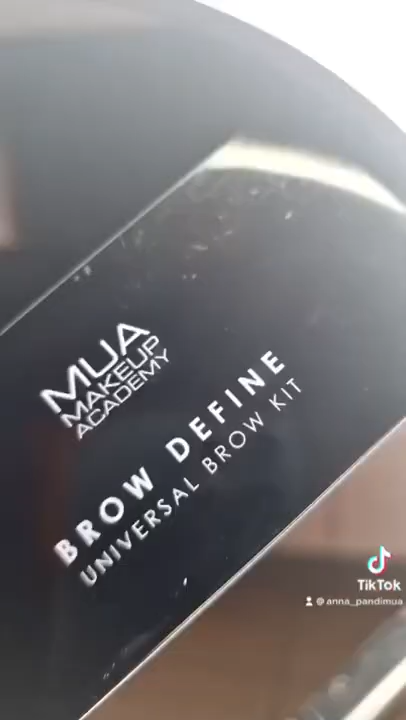 MUA
MAKEUP
ACADEMY
BROW DEFINE
UNIVERSAL BROW KIT
TikTok
@anna_pandimua